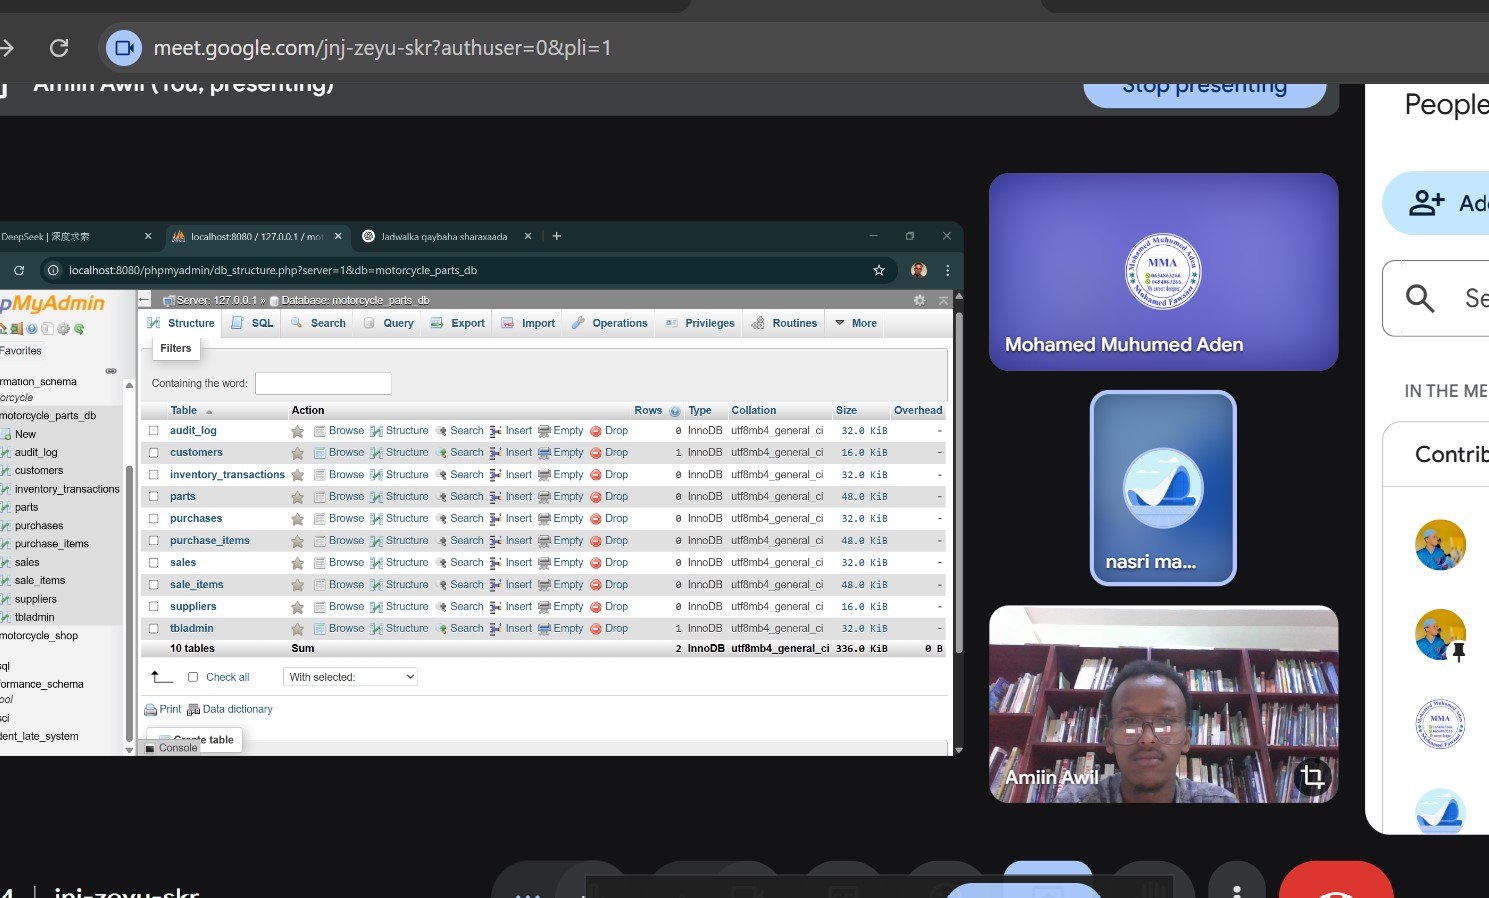 meet.google.com/jnj-zeyu-skr?authuser=0&pli=1
Amiin Awil (You, presenting)
Stop presenting
People
DeepSeek | 深度求索
localhost:8080 / 127.0.0.1 / mot
Jadwalka qaybaha sharaxaada
localhost:8080/phpmyadmin/db_structure.php?server=1&db=motorcycle_parts_db
pMyAdmin
Favorites
rmation_schema
orcycle
motorcycle_parts_db
New
audit_log
customers
inventory_transactions
parts
purchases
purchase_items
sales
sale_items
suppliers
tbladmin
motorcycle_shop
sql
formance_schema
ool
sci
dent_late_system
Server: 127.0.0.1 » Database: motorcycle_parts_db
Structure SQL Search Query Export Import Operations Privileges Routines More
Filters
Containing the word:
Table Action Rows Type Collation Size Overhead
audit_log Browse Structure Search Insert Empty Drop 0 InnoDB utf8mb4_general_ci 32.0 KiB -
customers Browse Structure Search Insert Empty Drop 1 InnoDB utf8mb4_general_ci 16.0 KiB -
inventory_transactions Browse Structure Search Insert Empty Drop 0 InnoDB utf8mb4_general_ci 32.0 KiB -
parts Browse Structure Search Insert Empty Drop 0 InnoDB utf8mb4_general_ci 48.0 KiB -
purchases Browse Structure Search Insert Empty Drop 0 InnoDB utf8mb4_general_ci 32.0 KiB -
purchase_items Browse Structure Search Insert Empty Drop 0 InnoDB utf8mb4_general_ci 48.0 KiB -
sales Browse Structure Search Insert Empty Drop 0 InnoDB utf8mb4_general_ci 32.0 KiB -
sale_items Browse Structure Search Insert Empty Drop 0 InnoDB utf8mb4_general_ci 48.0 KiB -
suppliers Browse Structure Search Insert Empty Drop 0 InnoDB utf8mb4_general_ci 16.0 KiB -
tbladmin Browse Structure Search Insert Empty Drop 1 InnoDB utf8mb4_general_ci 32.0 KiB -
10 tables Sum 2 InnoDB utf8mb4_general_ci 336.0 KiB 0 B
Check all With selected:
Print Data dictionary
Create table
Console
Mohamed Muhumed Aden
MMA
Mohamed Fawsan
Mohamed Muhumed Aden
nasri ma...
Amiin Awil
Ad
Se
IN THE ME
Contrib
MMA
4 | jnj-zeyu-skr